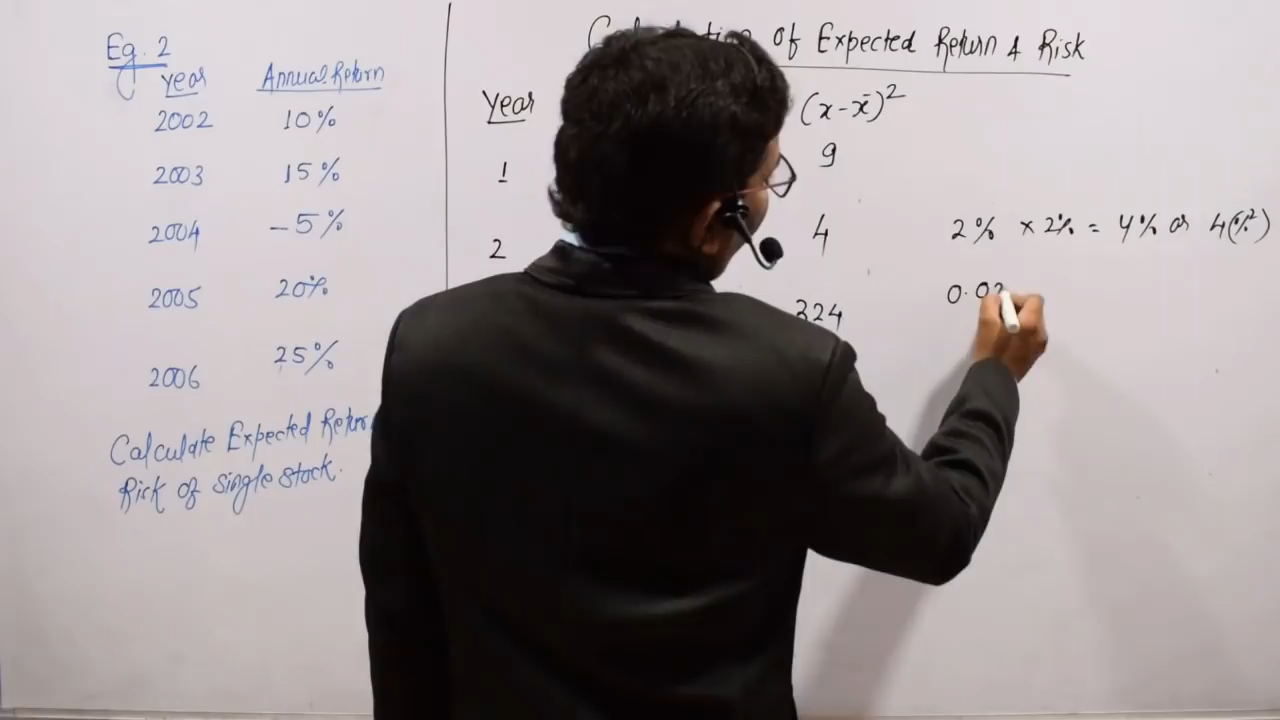 Eg. 2
year Annual Return
2002 10%
2003 15%
2004 -5%
2005 20%
2006 25%
Calculate Expected Return
Risk of single stock.
of Expected Return & Risk
Year (x-x̄)²
1 9
2 4
324
2% x 2% = 4% or 4(%²)
0.02